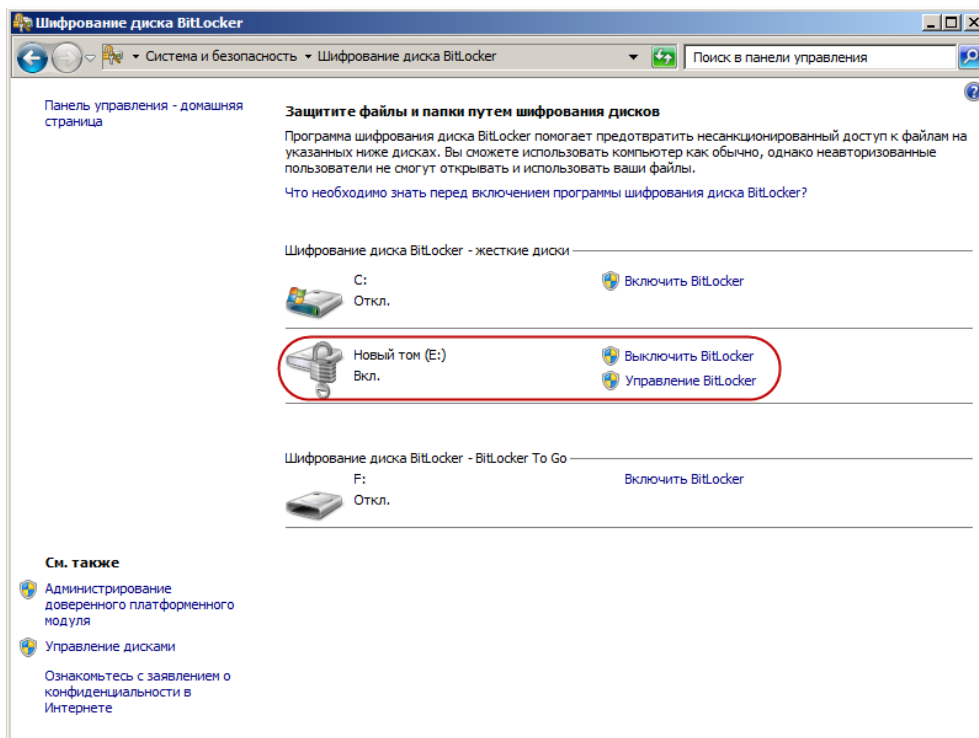 Шифрование диска BitLocker
Система и безопасность
Шифрование диска BitLocker
Поиск в панели управления
Панель управления - домашняя
страница
Защитите файлы и папки путем шифрования дисков
Программа шифрования диска BitLocker помогает предотвратить несанкционированный доступ к файлам на
указанных ниже дисках. Вы сможете использовать компьютер как обычно, однако неавторизованные
пользователи не смогут открывать и использовать ваши файлы.
Что необходимо знать перед включением программы шифрования диска BitLocker?
Шифрование диска BitLocker - жесткие диски
C:
Откл.
Включить BitLocker
Новый том (E:)
Вкл.
Выключить BitLocker
Управление BitLocker
Шифрование диска BitLocker - BitLocker To Go
F:
Откл.
Включить BitLocker
См. также
Администрирование
доверенного платформенного
модуля
Управление дисками
Ознакомьтесь с заявлением о
конфиденциальности в
Интернете